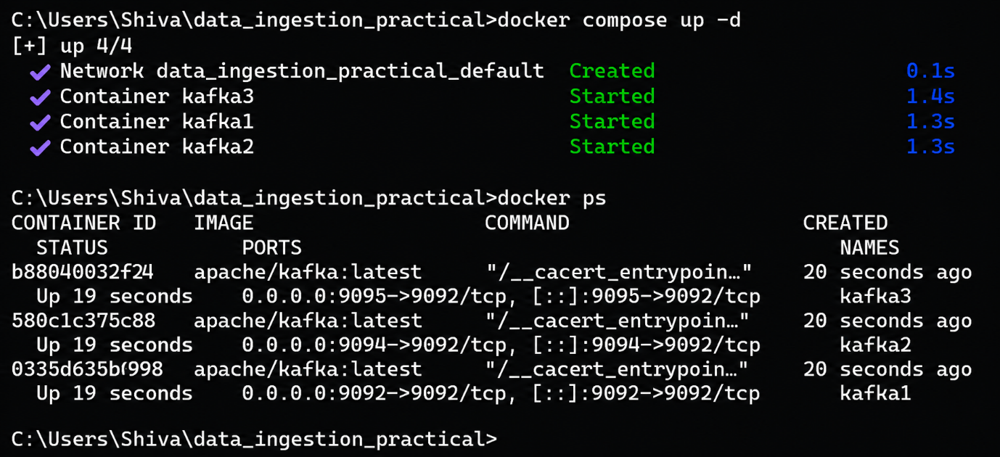 C:\Users\Shiva\data_ingestion_practical>docker compose up -d
[+] up 4/4
✔ Network data_ingestion_practical_default Created 0.1s
✔ Container kafka3 Started 1.4s
✔ Container kafka1 Started 1.3s
✔ Container kafka2 Started 1.3s
C:\Users\Shiva\data_ingestion_practical>docker ps
CONTAINER ID IMAGE COMMAND CREATED
STATUS PORTS NAMES
b88040032f24 apache/kafka:latest "/__cacert_entrypoin…" 20 seconds ago
Up 19 seconds 0.0.0.0:9095->9092/tcp, [::]:9095->9092/tcp kafka3
580c1c375c88 apache/kafka:latest "/__cacert_entrypoin…" 20 seconds ago
Up 19 seconds 0.0.0.0:9094->9092/tcp, [::]:9094->9092/tcp kafka2
apache/kafka:latest "/__cacert_entrypoin…" 20 seconds ago
Up 19 seconds 0.0.0.0:9092->9092/tcp, [::]:9092->9092/tcp kafka1
C:\Users\Shiva\data_ingestion_practical>